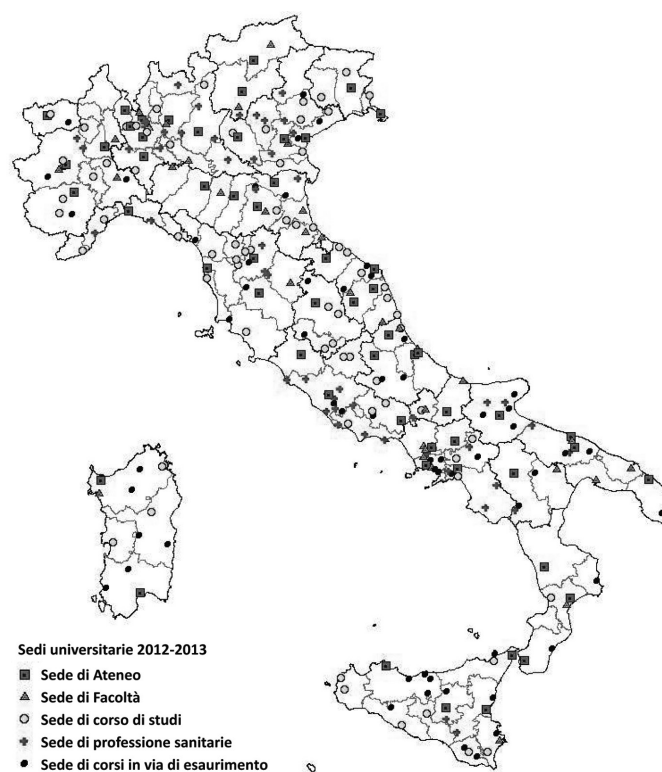 Sedi universitarie 2012-2013
Sede di Ateneo
Sede di Facoltà
Sede di corso di studi
Sede di professione sanitarie
Sede di corsi in via di esaurimento